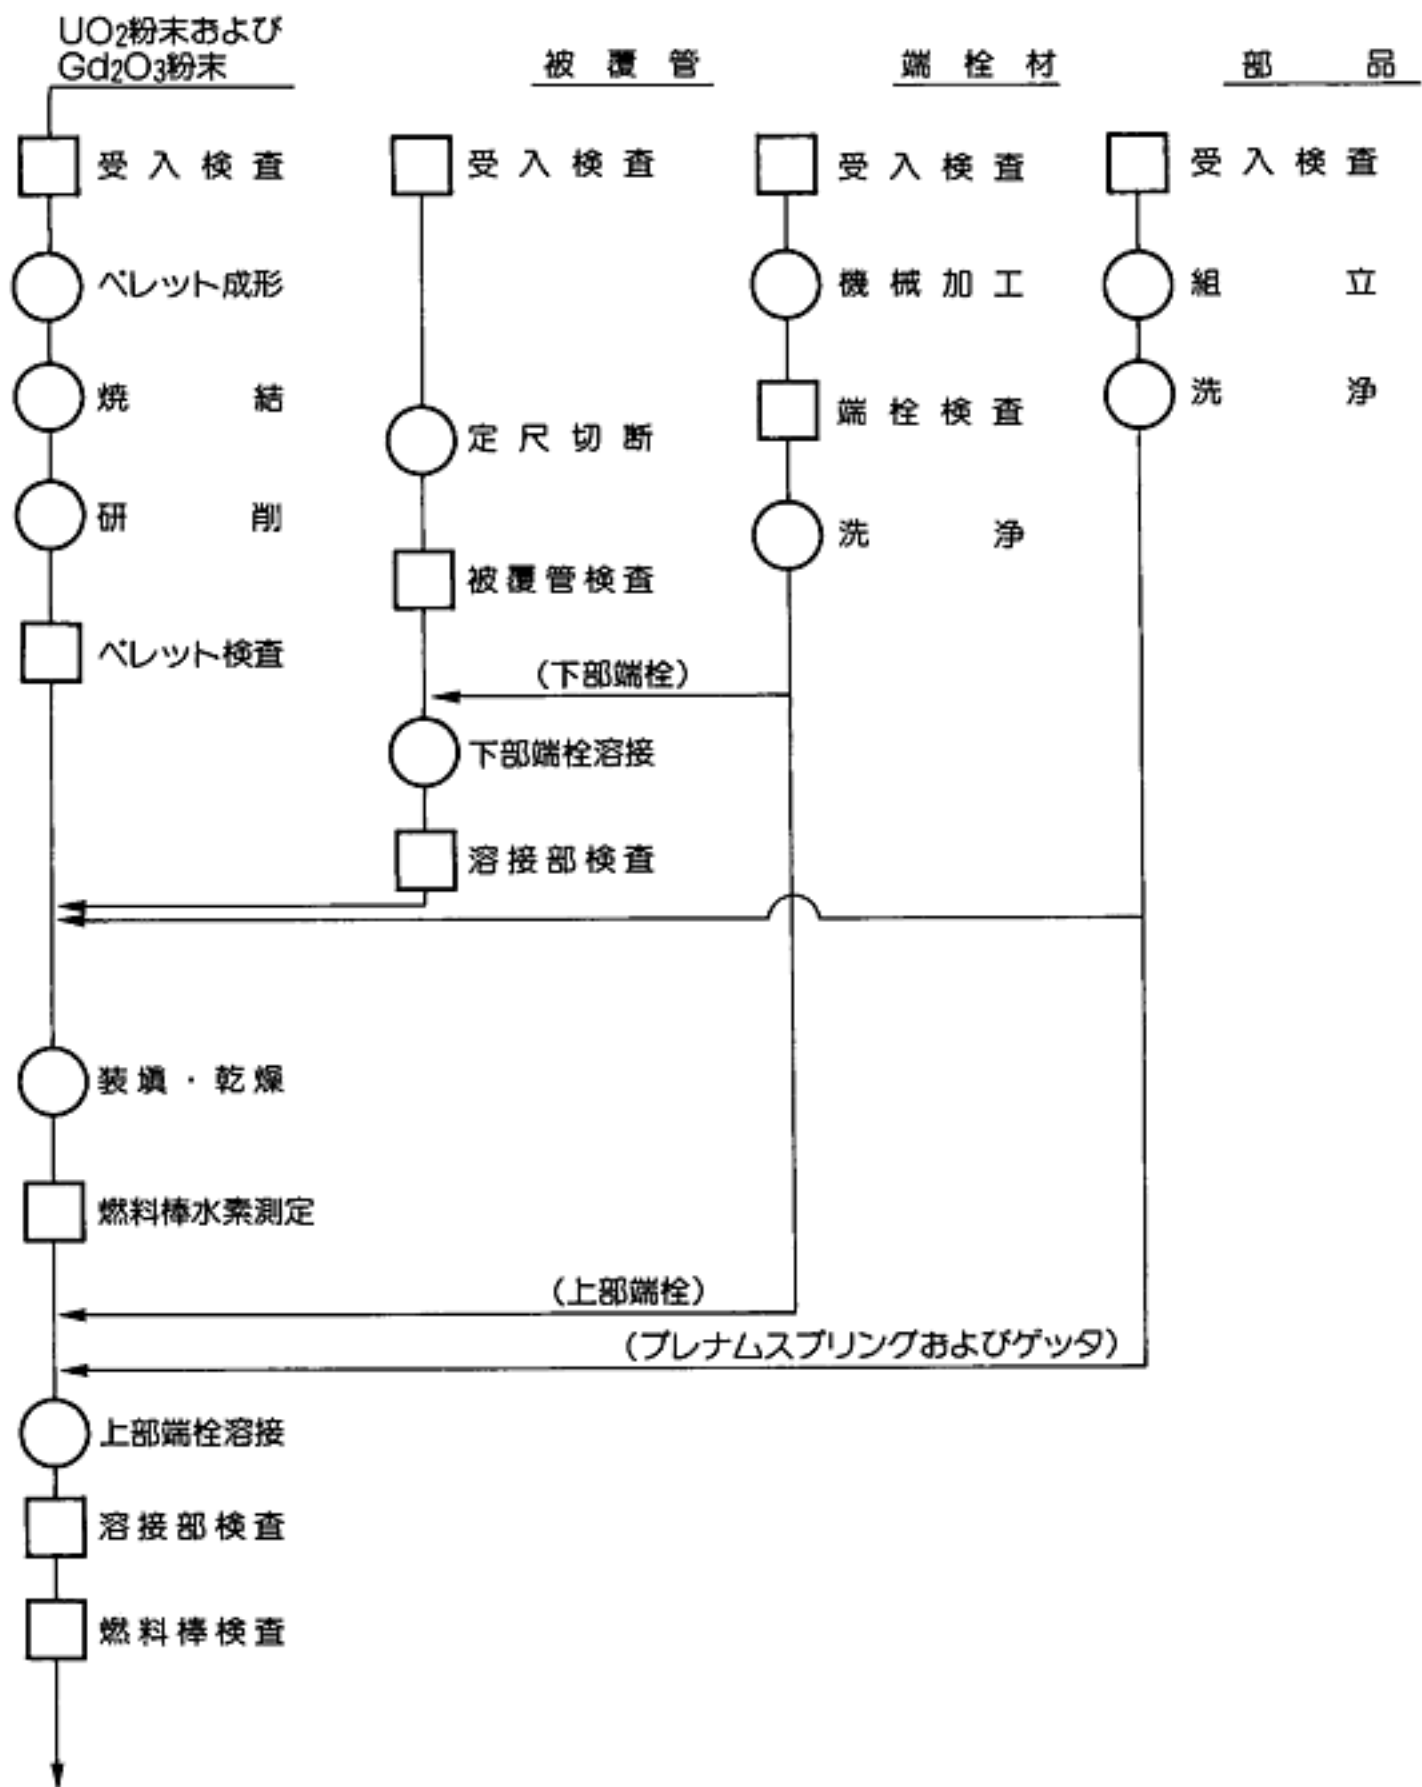 UO₂粉末および
Gd₂O₃粉末
被覆管
端栓材
部品
受入検査
ペレット成形
焼結
研削
ペレット検査
受入検査
定尺切断
被覆管検査
(下部端栓)
下部端栓溶接
溶接部検査
受入検査
機械加工
端栓検査
洗浄
受入検査
組立
洗浄
装塡・乾燥
燃料棒水素測定
(上部端栓)
(プレナムスプリングおよびゲッタ)
上部端栓溶接
溶接部検査
燃料棒検査